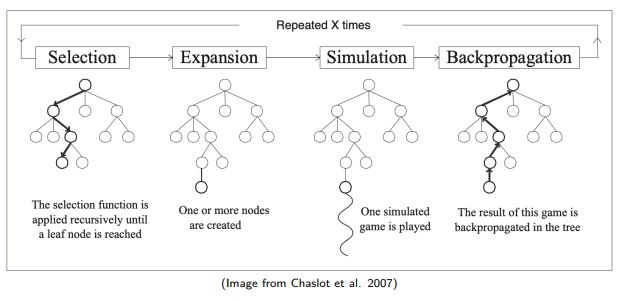 Repeated X times
Selection
Expansion
Simulation
Backpropagation
The selection function is
applied recursively until
a leaf node is reached
One or more nodes
are created
One simulated
game is played
The result of this game is
backpropagated in the tree
(Image from Chaslot et al. 2007)